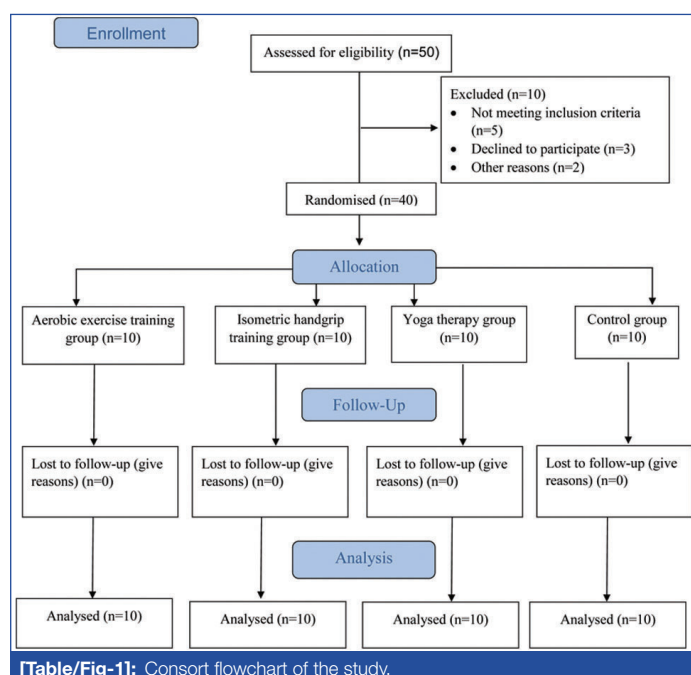 Enrollment
Assessed for eligibility (n=50)
Excluded (n=10)
• Not meeting inclusion criteria
(n=5)
• Declined to participate (n=3)
• Other reasons (n=2)
Randomised (n=40)
Allocation
Aerobic exercise training
group (n=10)
Isometric handgrip
training group (n=10)
Yoga therapy group
(n=10)
Control group
(n=10)
Follow-Up
Lost to follow-up (give
reasons) (n=0)
Lost to follow-up (give
reasons) (n=0)
Lost to follow-up (give
reasons) (n=0)
Lost to follow-up (give
reasons) (n=0)
Analysis
Analysed (n=10)
Analysed (n=10)
Analysed (n=10)
Analysed (n=10)
[Table/Fig-1]: Consort flowchart of the study.